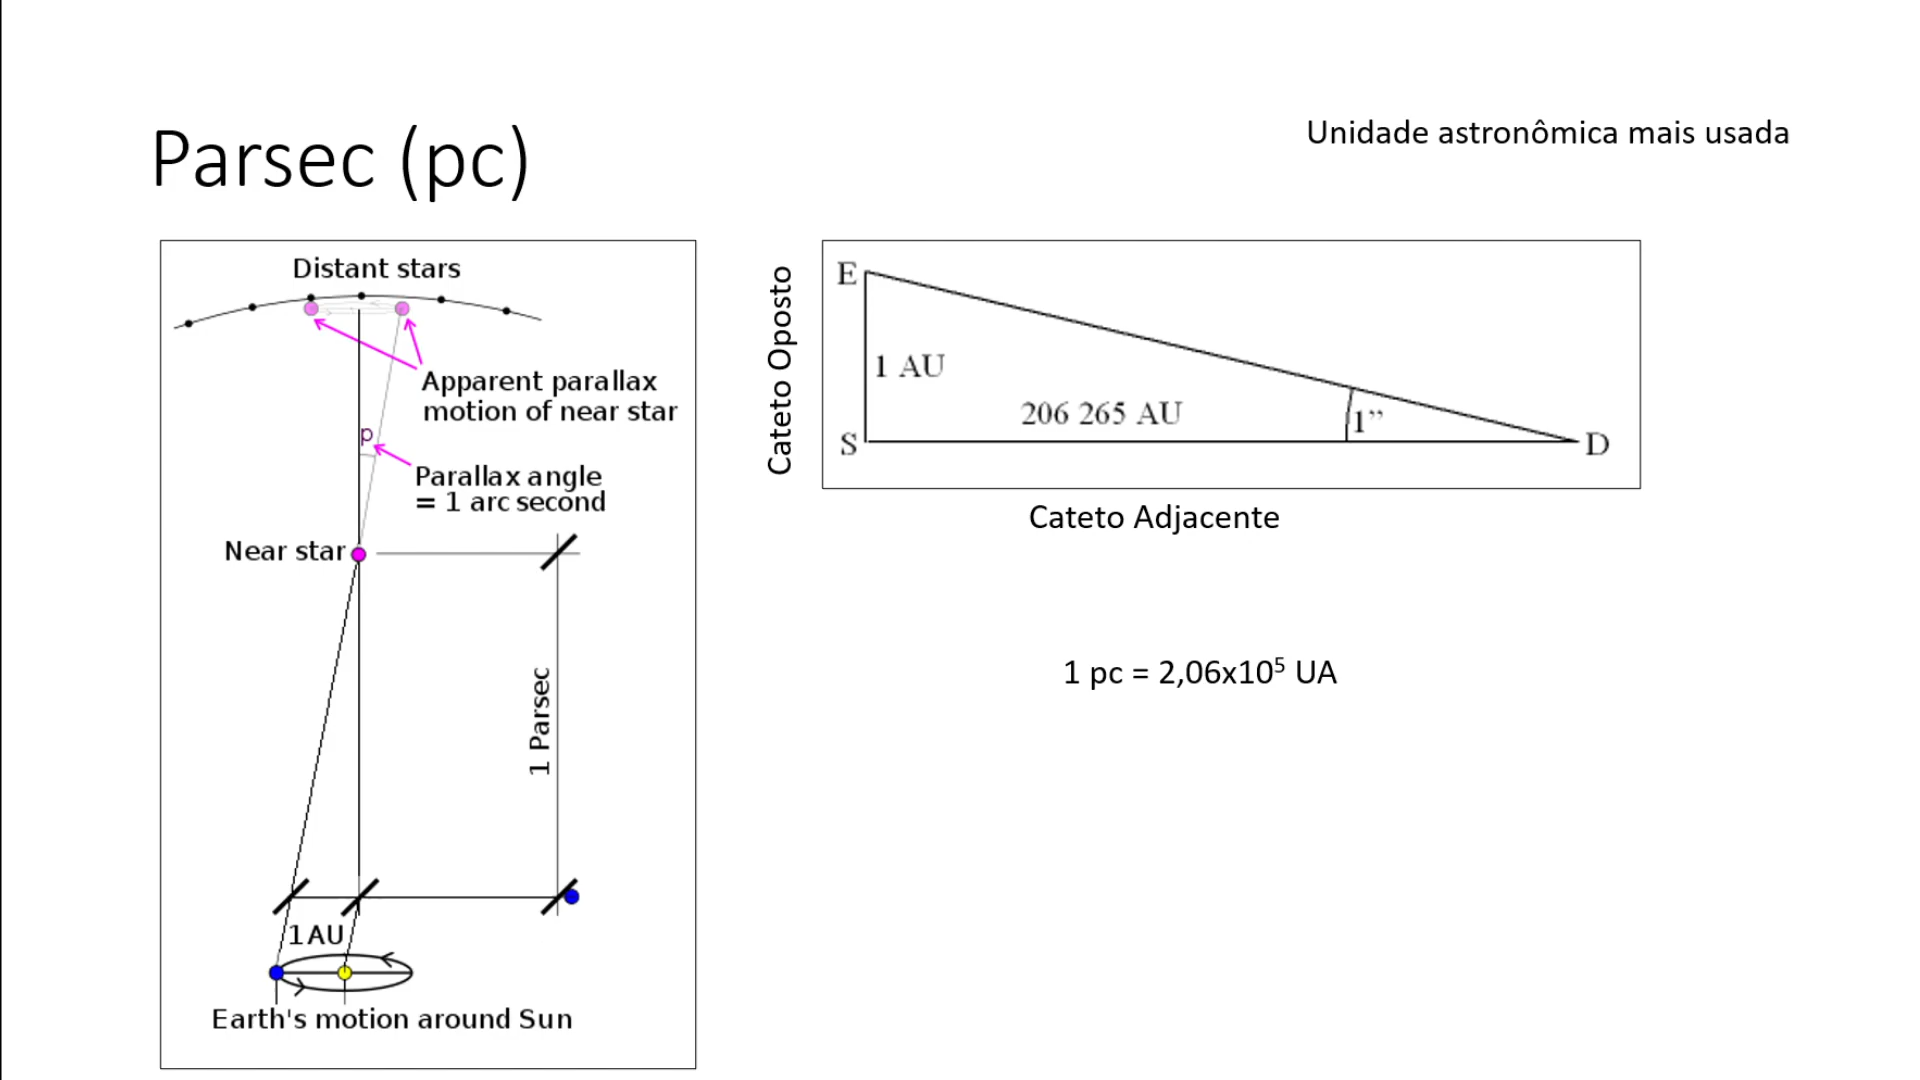 Parsec (pc)
Unidade astronômica mais usada
Distant stars
Apparent parallax
motion of near star
p
Parallax angle
= 1 arc second
Near star
1 Parsec
1 AU
Earth's motion around Sun
Cateto Oposto
E
1 AU
206 265 AU
1”
S
D
Cateto Adjacente
1 pc = 2,06x10⁵ UA